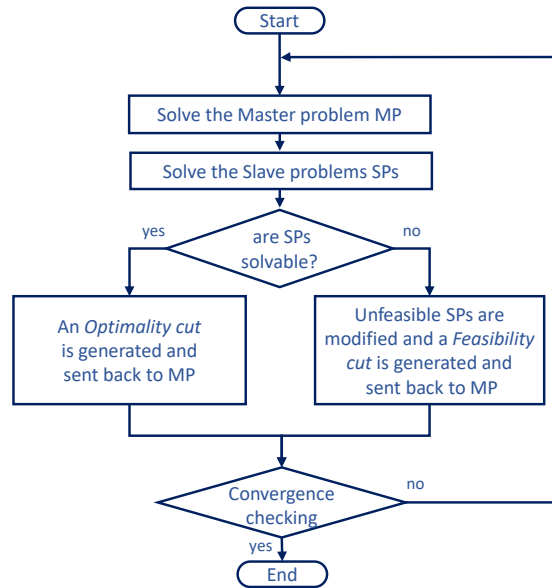 Start
Solve the Master problem MP
Solve the Slave problems SPs
yes
no
are SPs
solvable?
An Optimality cut
is generated and
sent back to MP
Unfeasible SPs are
modified and a Feasibility
cut is generated and
sent back to MP
Convergence
checking
no
yes
End